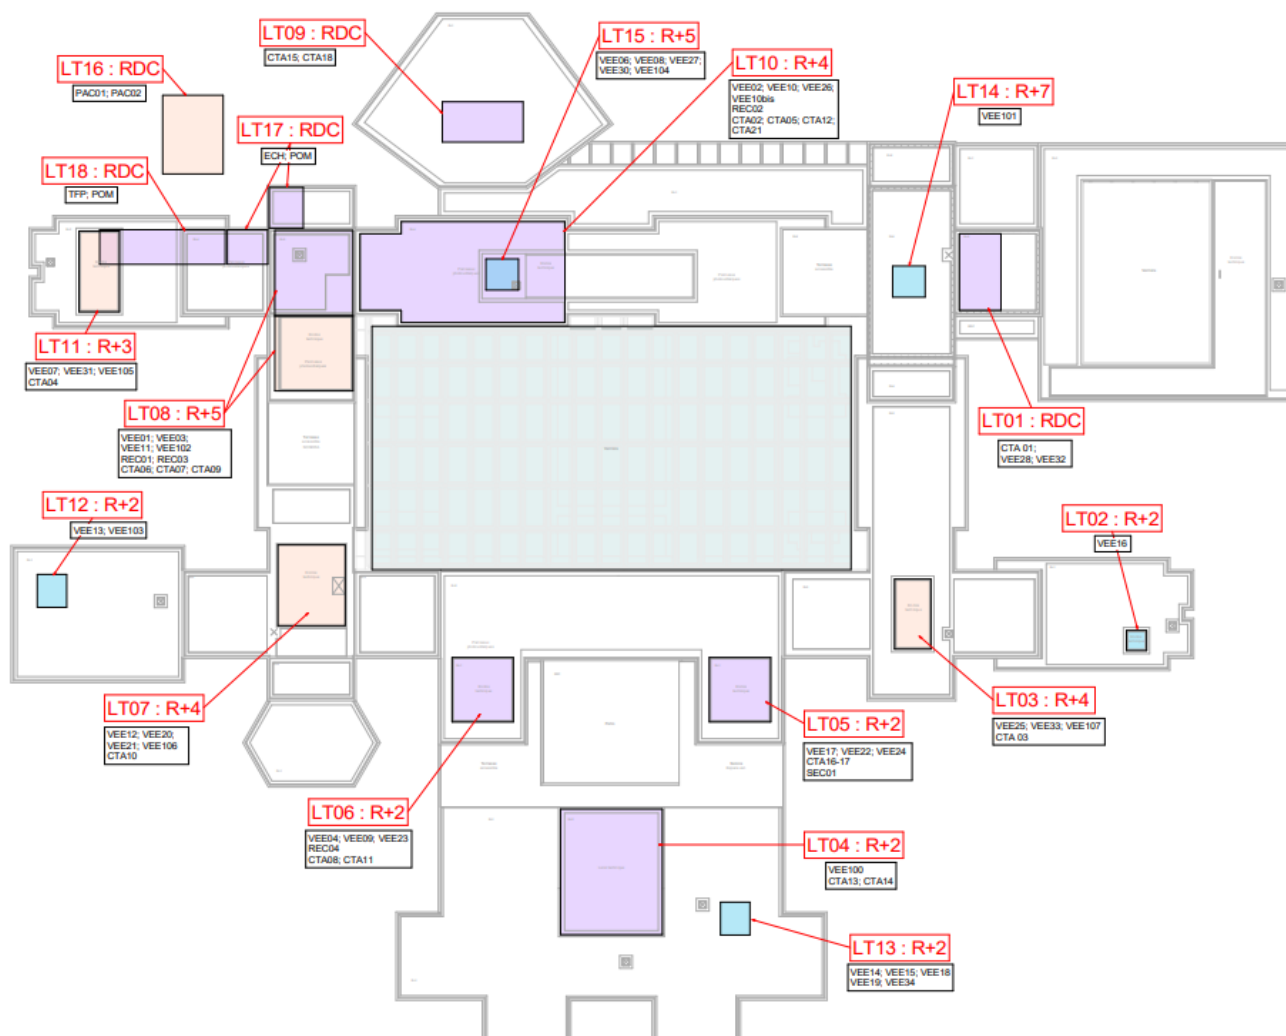 LT09 : RDC
CTA15; CTA18
LT15 : R+5
VEE06; VEE08; VEE27;
VEE30; VEE104
LT10 : R+4
VEE02; VEE10; VEE26;
VEE10bis
REC02
CTA02; CTA05; CTA12;
CTA21
LT16 : RDC
PAC01; PAC02
LT14 : R+7
VEE101
LT17 : RDC
ECH; POM
LT18 : RDC
TFP; POM
LT11 : R+3
VEE07; VEE31; VEE105
CTA04
LT08 : R+5
VEE01; VEE03;
VEE11; VEE102
REC01; REC03
CTA06; CTA07; CTA09
LT01 : RDC
CTA 01;
VEE28; VEE32
LT12 : R+2
VEE13; VEE103
LT02 : R+2
VEE16
LT07 : R+4
VEE12; VEE20;
VEE21; VEE106
CTA10
LT03 : R+4
VEE25; VEE33; VEE107
CTA 03
LT05 : R+2
VEE17; VEE22; VEE24
CTA16-17
SEC01
LT06 : R+2
VEE04; VEE09; VEE23
REC04
CTA08; CTA11
LT04 : R+2
VEE100
CTA13; CTA14
LT13 : R+2
VEE14; VEE15; VEE18
VEE19; VEE34